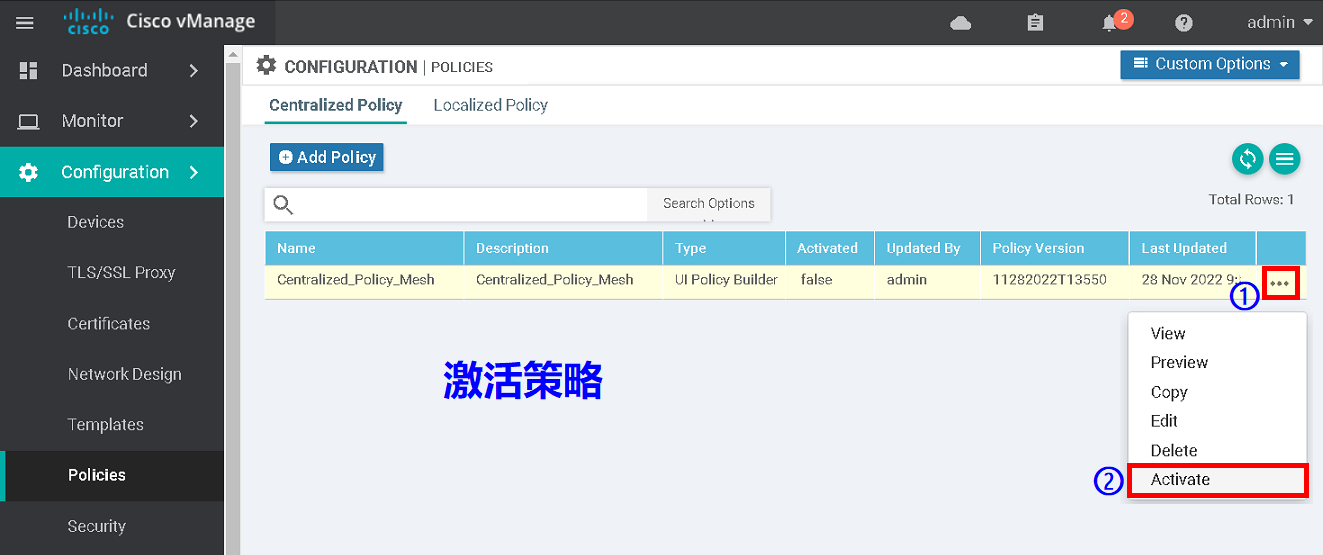 cisco Cisco vManage
2
admin
Dashboard
Monitor
Configuration
Devices
TLS/SSL Proxy
Certificates
Network Design
Templates
Policies
Security
CONFIGURATION | POLICIES
Custom Options
Centralized Policy Localized Policy
Add Policy
Search Options
Total Rows: 1
Name Description Type Activated Updated By Policy Version Last Updated
Centralized_Policy_Mesh Centralized_Policy_Mesh UI Policy Builder false admin 11282022T13550 28 Nov 2022 9:
①
激活策略
View
Preview
Copy
Edit
Delete
② Activate